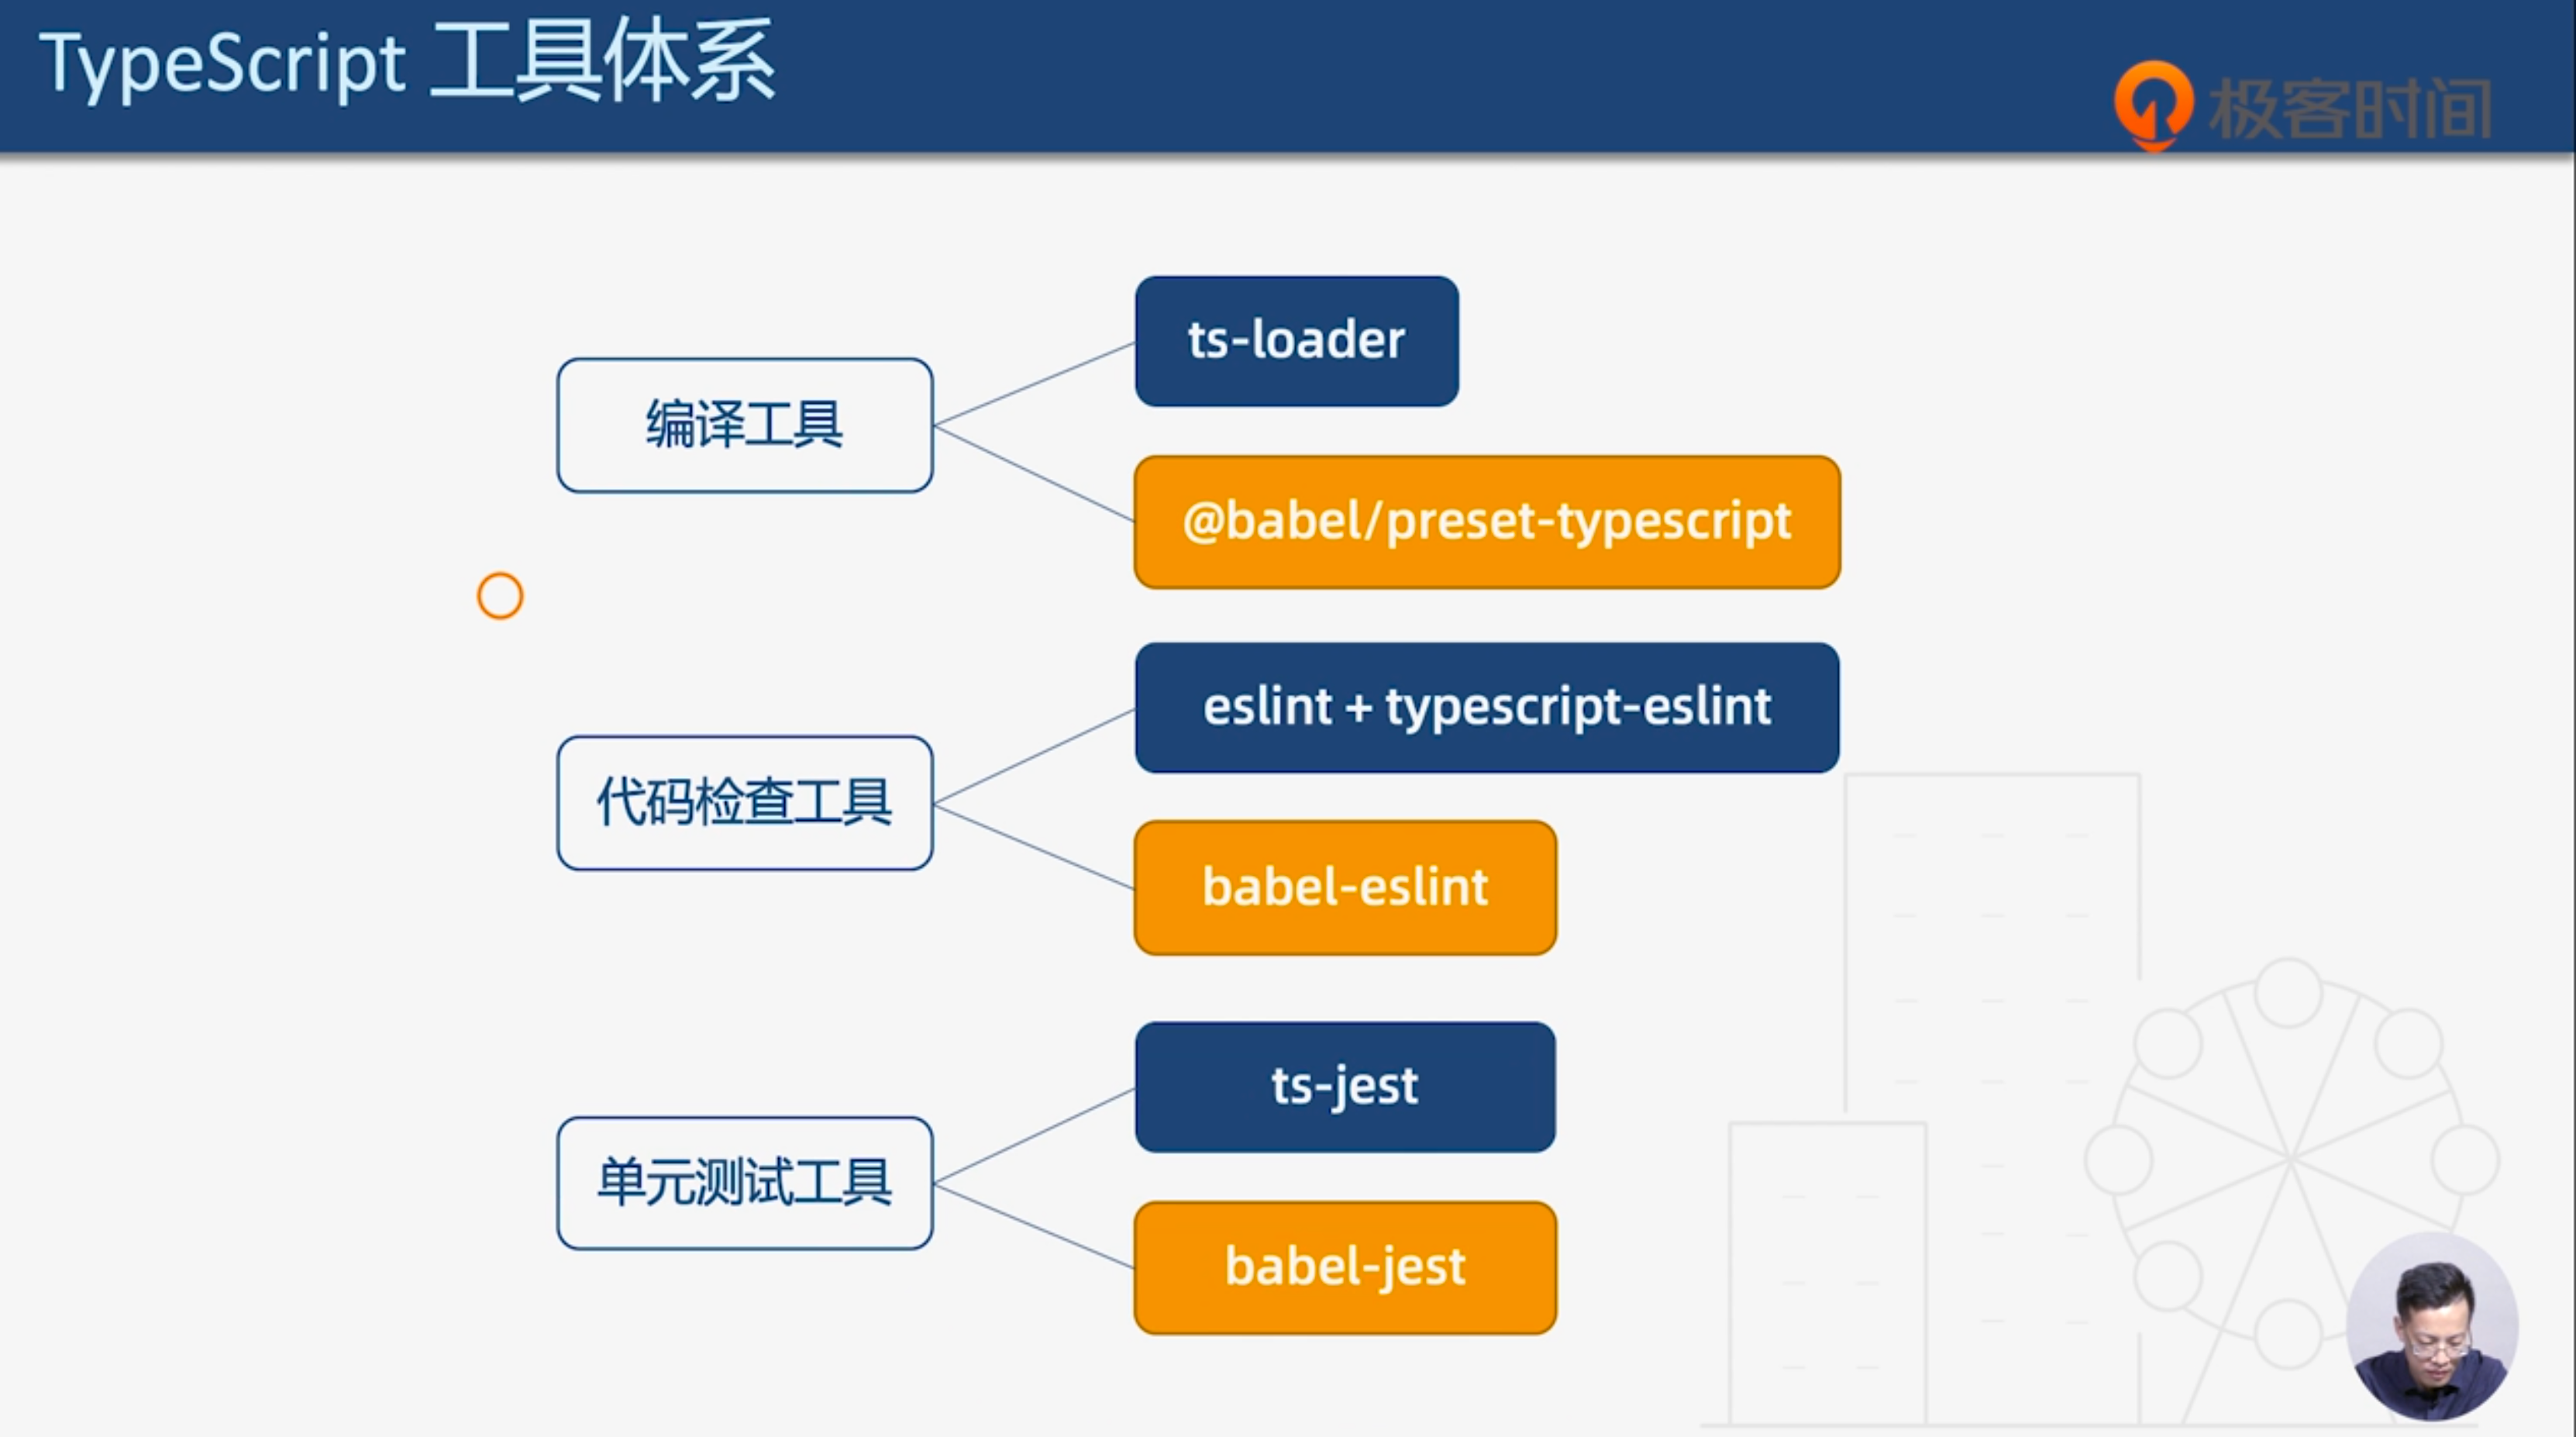 TypeScript 工具体系
极客时间
编译工具
ts-loader
@babel/preset-typescript
代码检查工具
eslint + typescript-eslint
babel-eslint
单元测试工具
ts-jest
babel-jest